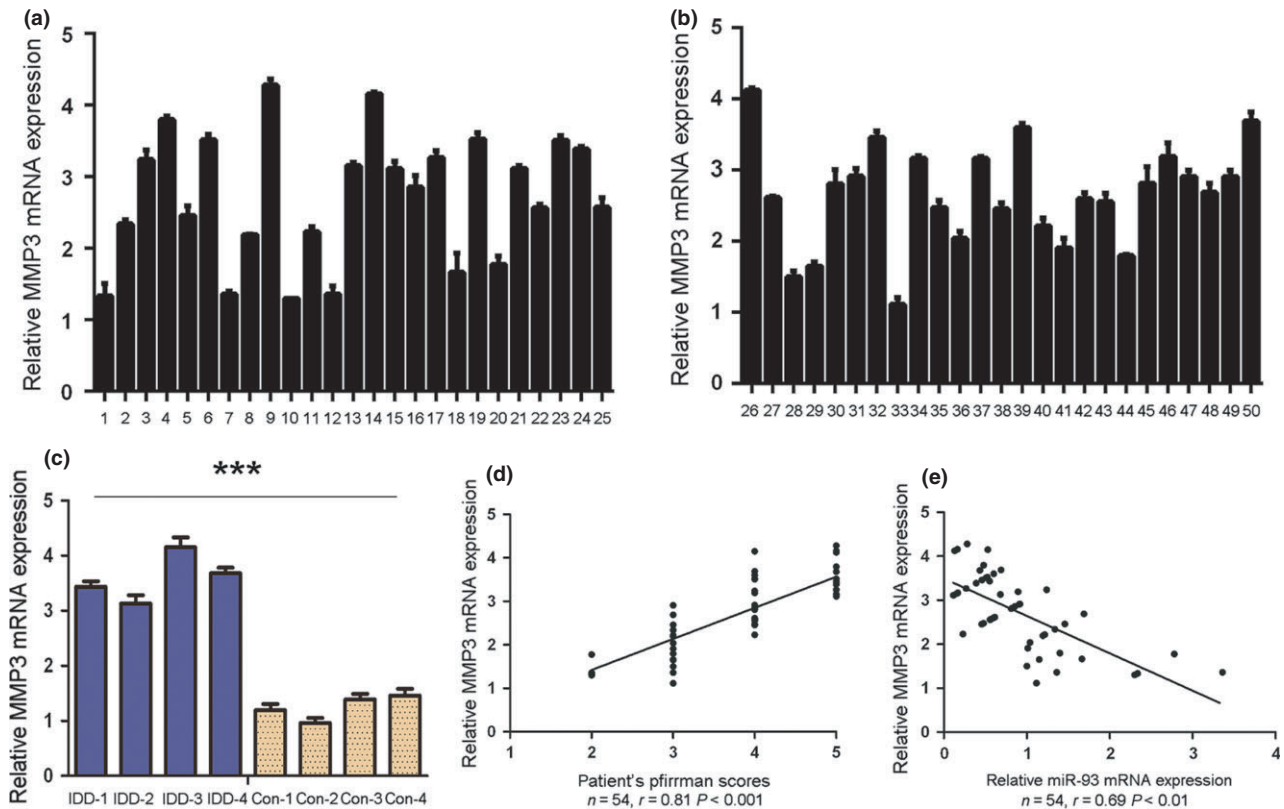 (a)
Relative MMP3 mRNA expression
5
4
3
2
1
0
1 2 3 4 5 6 7 8 9 10 11 12 13 14 15 16 17 18 19 20 21 22 23 24 25
(b)
Relative MMP3 mRNA expression
5
4
3
2
1
0
26 27 28 29 30 31 32 33 34 35 36 37 38 39 40 41 42 43 44 45 46 47 48 49 50
(c)
***
Relative MMP3 mRNA expression
5
4
3
2
1
0
IDD-1 IDD-2 IDD-3 IDD-4 Con-1 Con-2 Con-3 Con-4
(d)
Relative MMP3 mRNA expression
5
4
3
2
1
0
1 2 3 4 5
Patient's pfirrman scores
n = 54, r = 0.81 P < 0.001
(e)
Relative MMP3 mRNA expression
5
4
3
2
1
0
0 1 2 3 4
Relative miR-93 mRNA expression
n = 54, r = 0.69 P < 0.01